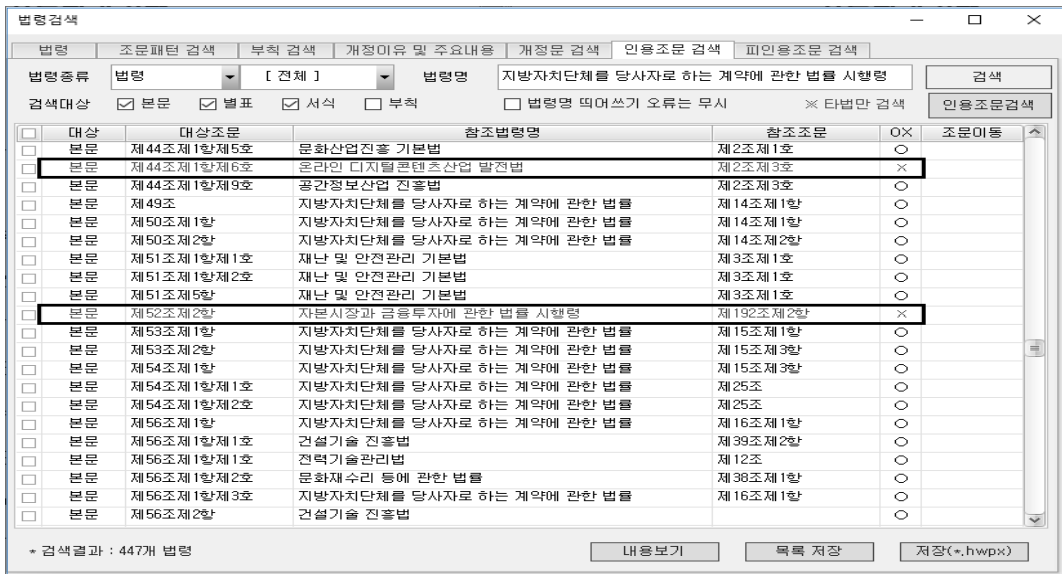 법령검색
법령 조문패턴 검색 부칙 검색 개정이유 및 주요내용 개정문 검색 인용조문 검색 피인용조문 검색
법령종류 법령 [ 전체 ] 법령명 지방자치단체를 당사자로 하는 계약에 관한 법률 시행령 검색
검색대상 본문 별표 서식 부칙 법령명 띄어쓰기 오류는 무시 ※ 타법만 검색 인용조문검색
대상 대상조문 참조법령명 참조조문 OX 조문이동
본문 제44조제1항제5호 문화산업진흥 기본법 제2조제1호 ○
본문 제44조제1항제6호 온라인 디지털콘텐츠산업 발전법 제2조제3호 ×
본문 제44조제1항제9호 공간정보산업 진흥법 제2조제3호 ○
본문 제49조 지방자치단체를 당사자로 하는 계약에 관한 법률 제14조제1항 ○
본문 제50조제1항 지방자치단체를 당사자로 하는 계약에 관한 법률 제14조제1항 ○
본문 제50조제2항 지방자치단체를 당사자로 하는 계약에 관한 법률 제14조제2항 ○
본문 제51조제1항제1호 재난 및 안전관리 기본법 제3조제1호 ○
본문 제51조제1항제2호 재난 및 안전관리 기본법 제3조제1호 ○
본문 제51조제5항 재난 및 안전관리 기본법 제3조제1호 ○
본문 제52조제2항 자본시장과 금융투자에 관한 법률 시행령 제192조제2항 ×
본문 제53조제1항 지방자치단체를 당사자로 하는 계약에 관한 법률 제15조제1항 ○
본문 제53조제2항 지방자치단체를 당사자로 하는 계약에 관한 법률 제15조제3항 ○
본문 제54조제1항 지방자치단체를 당사자로 하는 계약에 관한 법률 제15조제3항 ○
본문 제54조제1항제1호 지방자치단체를 당사자로 하는 계약에 관한 법률 제25조 ○
본문 제54조제1항제2호 지방자치단체를 당사자로 하는 계약에 관한 법률 제25조 ○
본문 제56조제1항 지방자치단체를 당사자로 하는 계약에 관한 법률 제16조제1항 ○
본문 제56조제1항제1호 건설기술 진흥법 제39조제2항 ○
본문 제56조제1항제1호 전력기술관리법 제12조 ○
본문 제56조제1항제2호 문화재수리 등에 관한 법률 제38조제1항 ○
본문 제56조제1항제3호 지방자치단체를 당사자로 하는 계약에 관한 법률 제16조제1항 ○
본문 제56조제2항 건설기술 진흥법 ○
* 검색결과 : 447개 법령 내용보기 목록 저장 저장(*.hwpx)